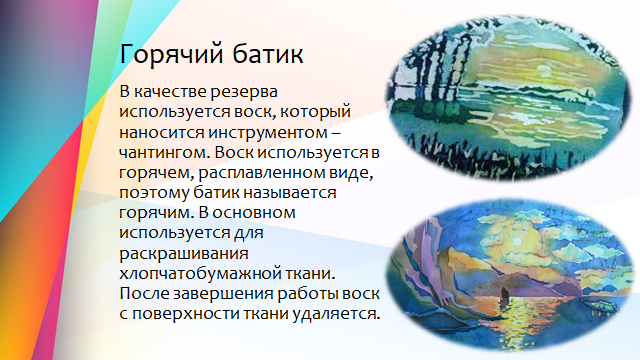 Горячий батик
В качестве резерва
используется воск, который
наносится инструментом –
чантингом. Воск используется в
горячем, расплавленном виде,
поэтому батик называется
горячим. В основном
используется для
раскрашивания
хлопчатобумажной ткани.
После завершения работы воск
с поверхности ткани удаляется.